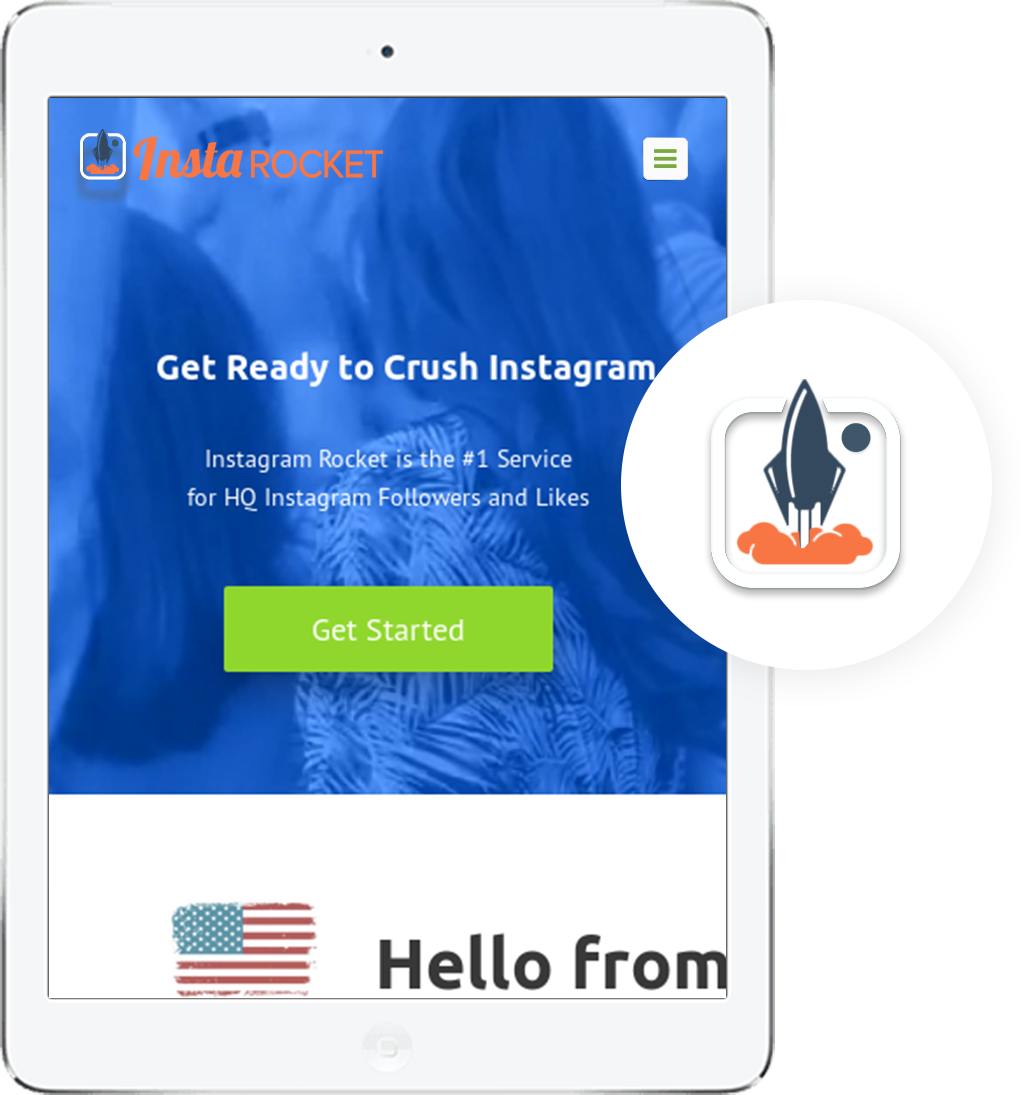 Insta ROCKET
Get Ready to Crush Instagram
Instagram Rocket is the #1 Service
for HQ Instagram Followers and Likes
Get Started
Hello from